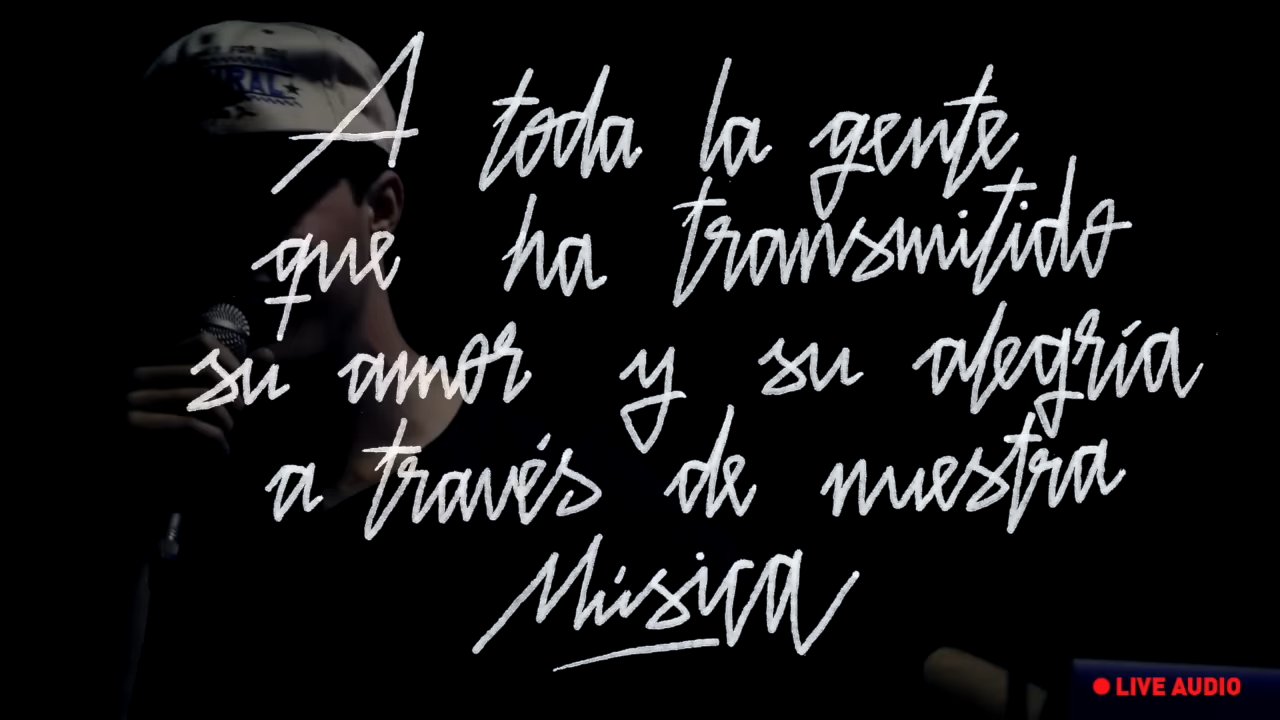 A toda la gente
que ha transmitido
su amor y su alegría
a través de nuestra
Música
LIVE AUDIO